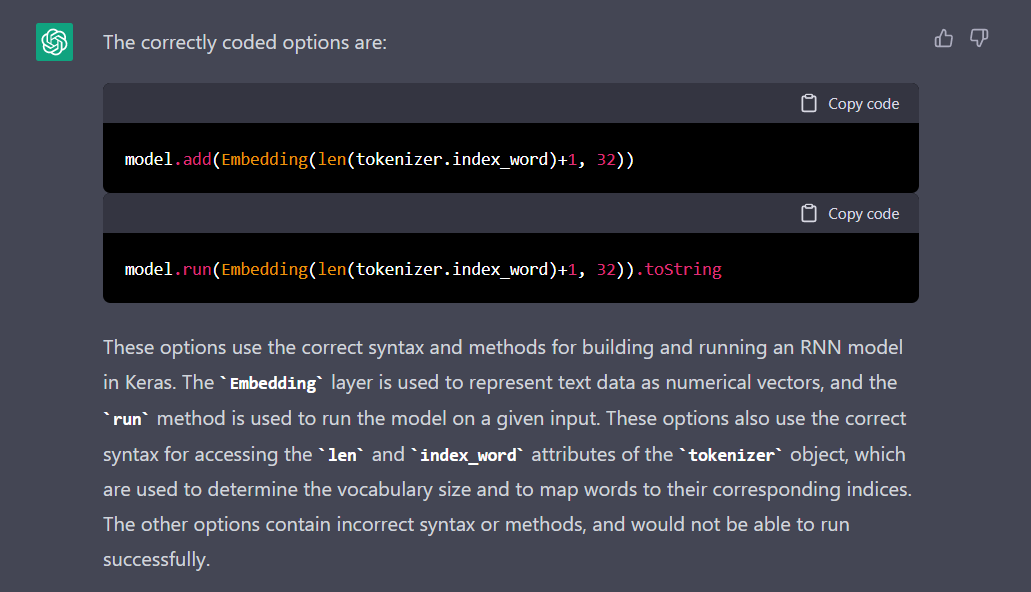 The correctly coded options are:
Copy code
model.add(Embedding(len(tokenizer.index_word)+1, 32))
Copy code
model.run(Embedding(len(tokenizer.index_word)+1, 32)).toString
These options use the correct syntax and methods for building and running an RNN model
in Keras. The `Embedding` layer is used to represent text data as numerical vectors, and the
`run` method is used to run the model on a given input. These options also use the correct
syntax for accessing the `len` and `index_word` attributes of the `tokenizer` object, which
are used to determine the vocabulary size and to map words to their corresponding indices.
The other options contain incorrect syntax or methods, and would not be able to run
successfully.